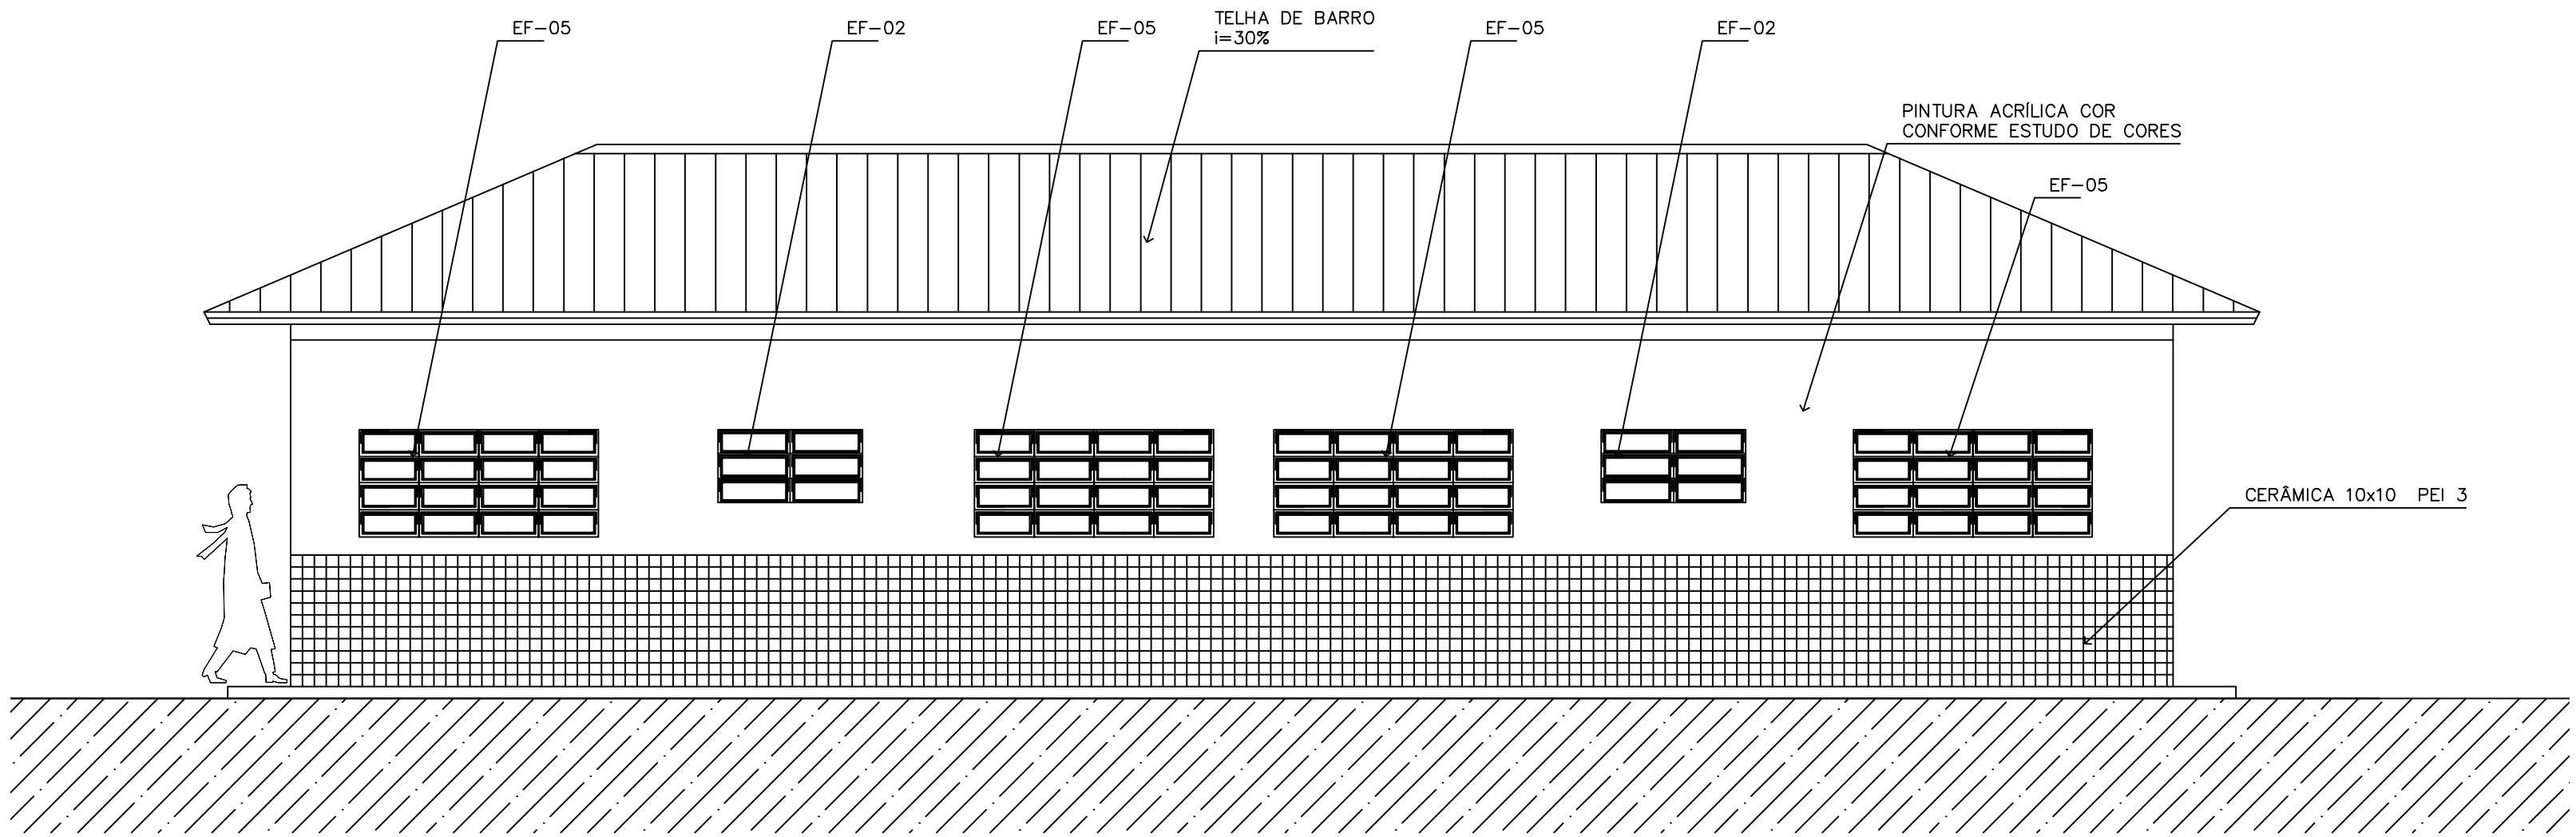 EF-05
EF-02
EF-05
TELHA DE BARRO
i=30%
EF-05
EF-02
PINTURA ACRÍLICA COR
CONFORME ESTUDO DE CORES
EF-05
CERÂMICA 10x10 PEI 3